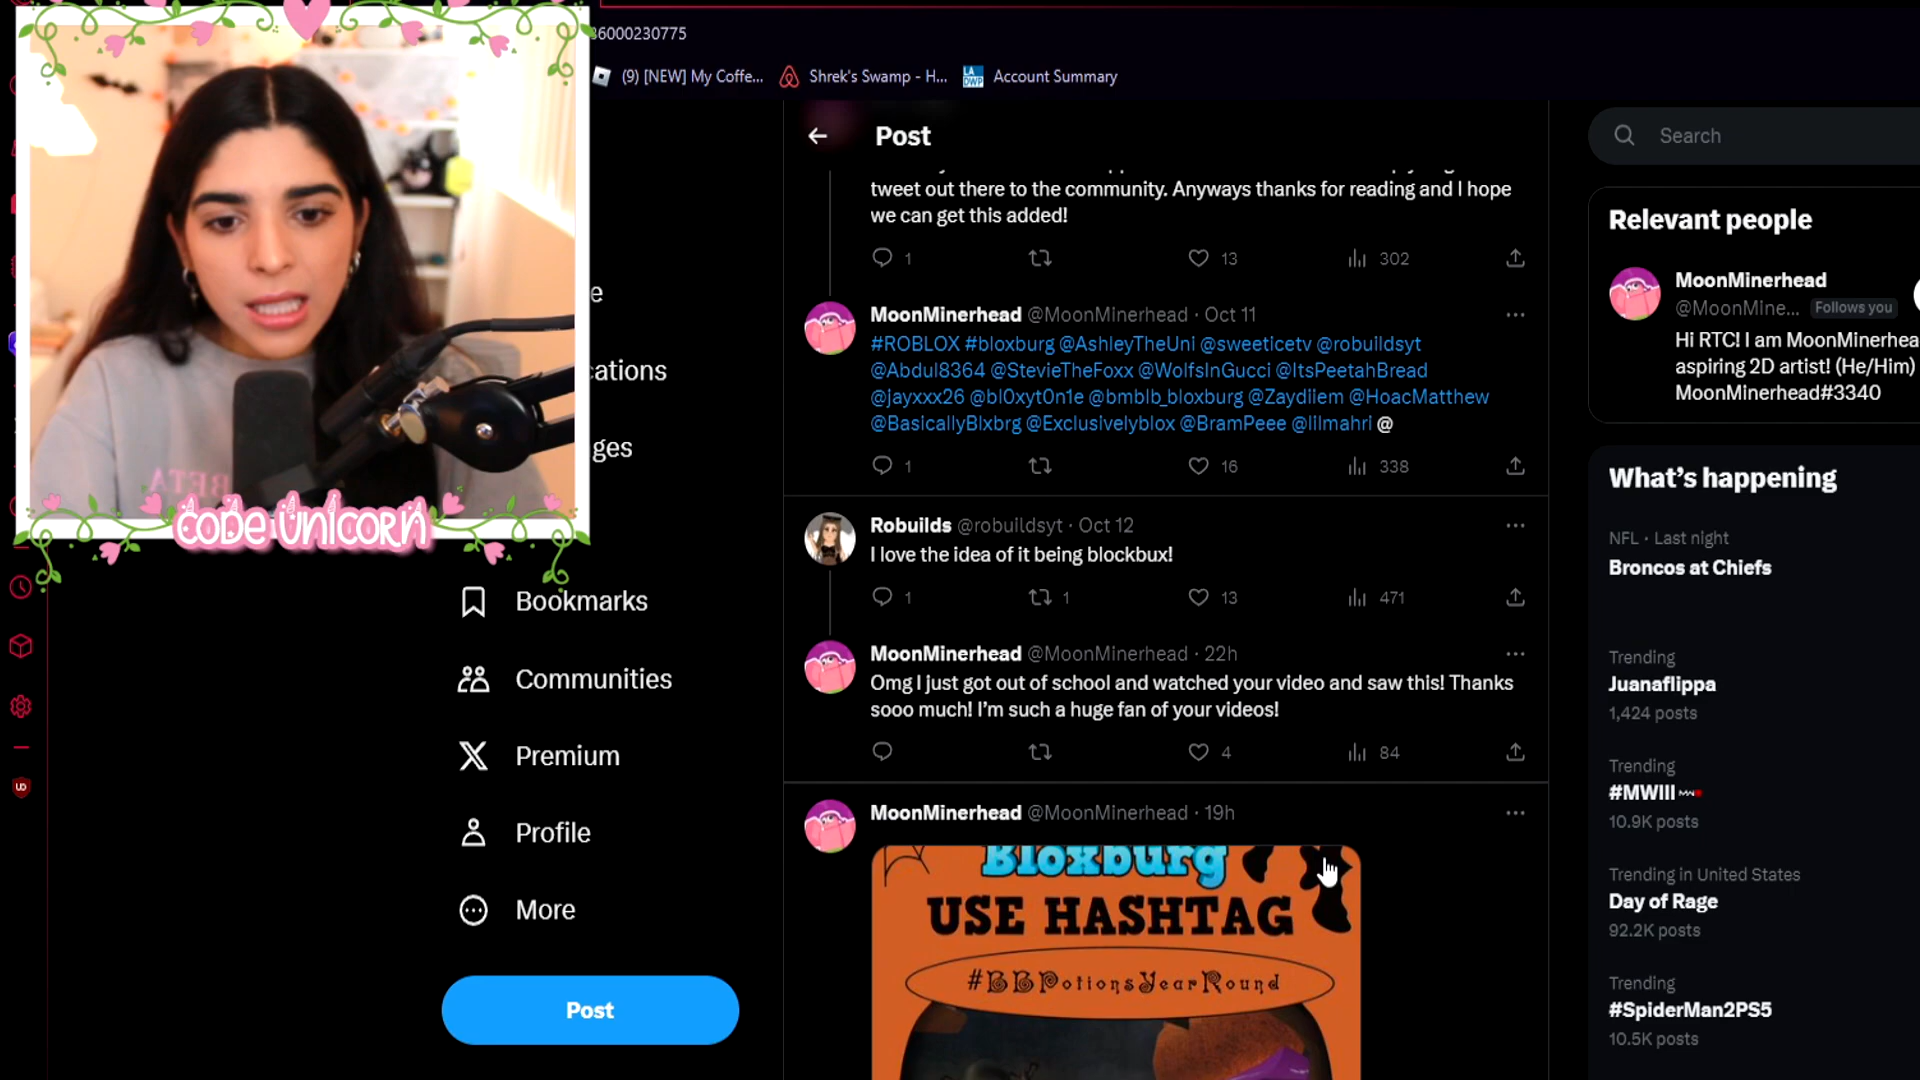 36000230775
(9) [NEW] My Coffe...
Shrek's Swamp - H...
LA DWP
Account Summary
BETA
CODE UNICORN
e
cations
ges
Bookmarks
Communities
Premium
Profile
More
Post
Post
tweet out there to the community. Anyways thanks for reading and I hope
we can get this added!
1
13
302
MoonMinerhead @MoonMinerhead · Oct 11
#ROBLOX #bloxburg @AshleyTheUni @sweeticetv @robuildsyt
@Abdul8364 @StevieTheFoxx @WolfsInGucci @ItsPeetahBread
@jayxxx26 @bl0xyt0n1e @bmblb_bloxburg @Zaydiiem @HoacMatthew
@BasicallyBlxbrg @Exclusivelyblox @BramPeee @lllmahri @
1
16
338
Robuilds @robuildsyt · Oct 12
I love the idea of it being blockbux!
1
1
13
471
MoonMinerhead @MoonMinerhead · 22h
Omg I just got out of school and watched your video and saw this! Thanks
sooo much! I'm such a huge fan of your videos!
4
84
MoonMinerhead @MoonMinerhead · 19h
Bloxburg
USE HASHTAG
#BBPotionsYearRound
Search
Relevant people
MoonMinerhead
@MoonMine...
Follows you
Hi RTC! I am MoonMinerhea
aspiring 2D artist! (He/Him)
MoonMinerhead#3340
What's happening
NFL · Last night
Broncos at Chiefs
Trending
Juanaflippa
1,424 posts
Trending
#MWIII
10.9K posts
Trending in United States
Day of Rage
92.2K posts
Trending
#SpiderMan2PS5
10.5K posts